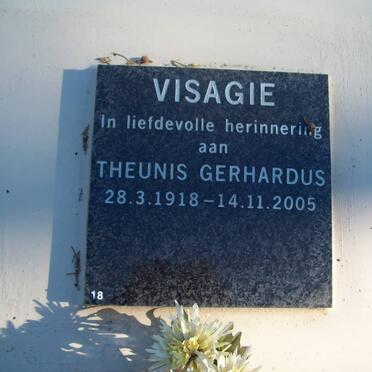 VISAGIE
In liefdevolle herinnering
aan
THEUNIS GERHARDUS
28.3.1918 – 14.11.2005
18